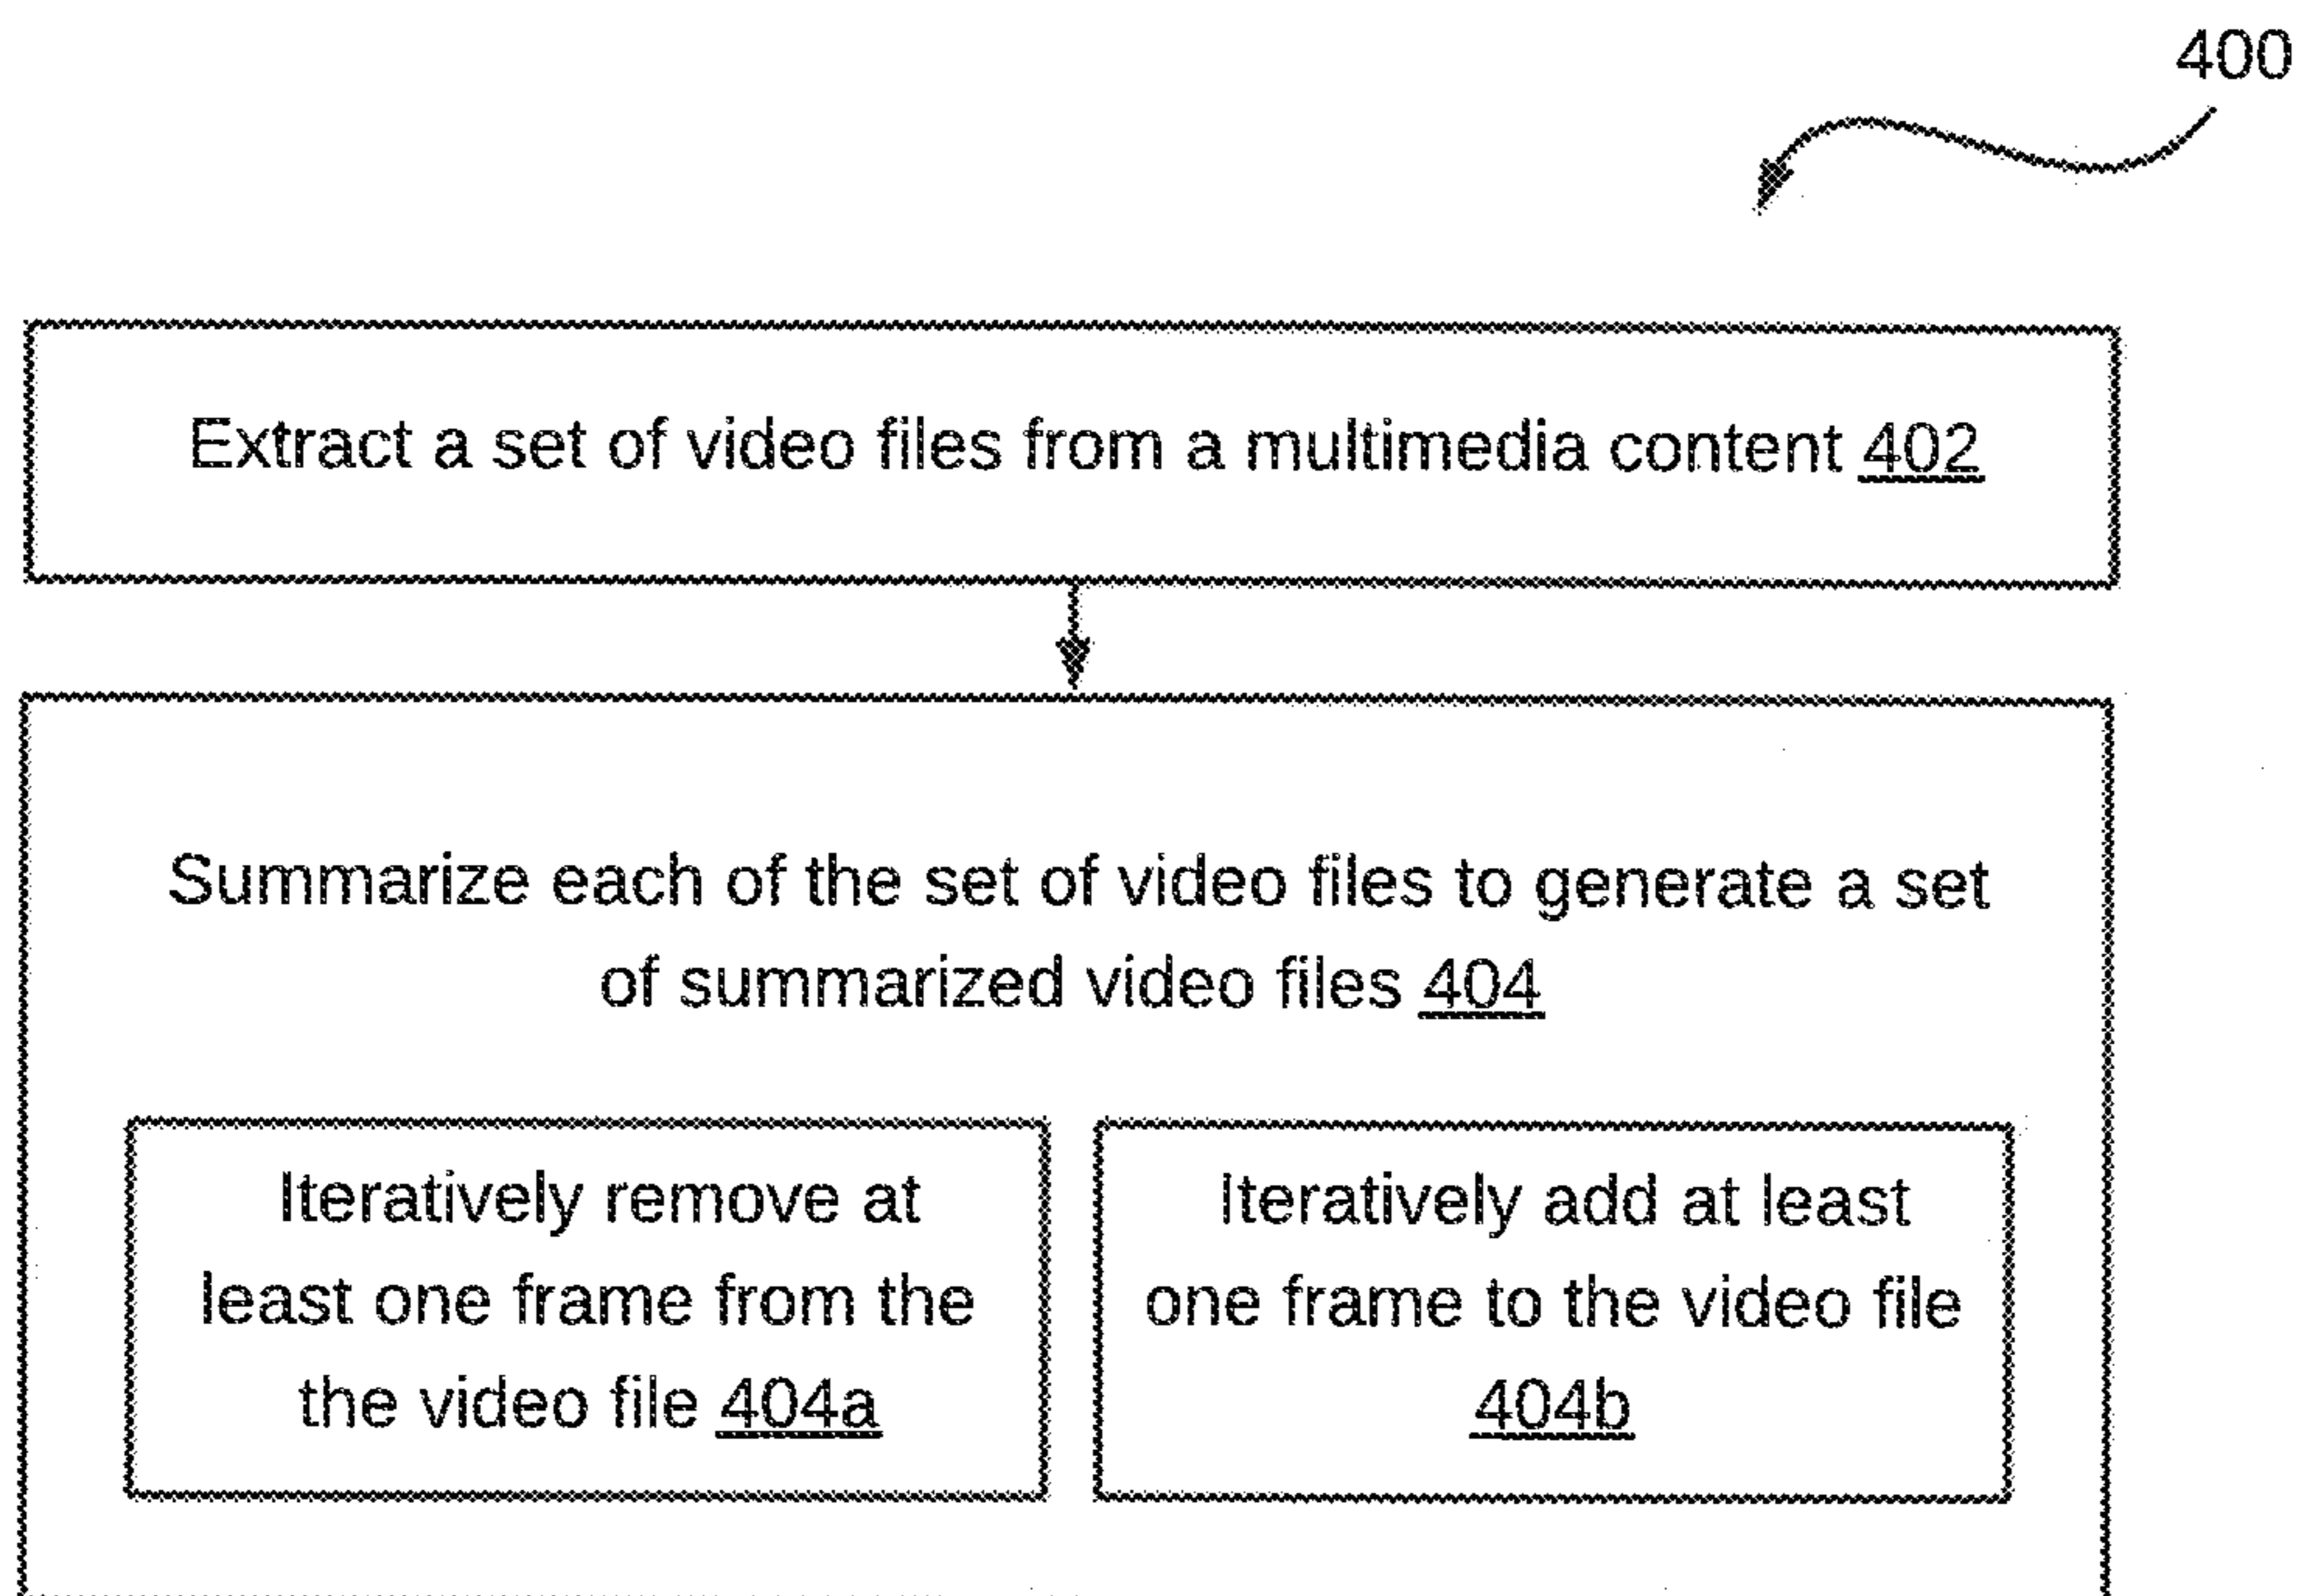 400
Extract a set of video files from a multimedia content 402
Summarize each of the set of video files to generate a set
of summarized video files 404
Iteratively remove at
least one frame from the
the video file 404a
Iteratively add at least
one frame to the video file
404b